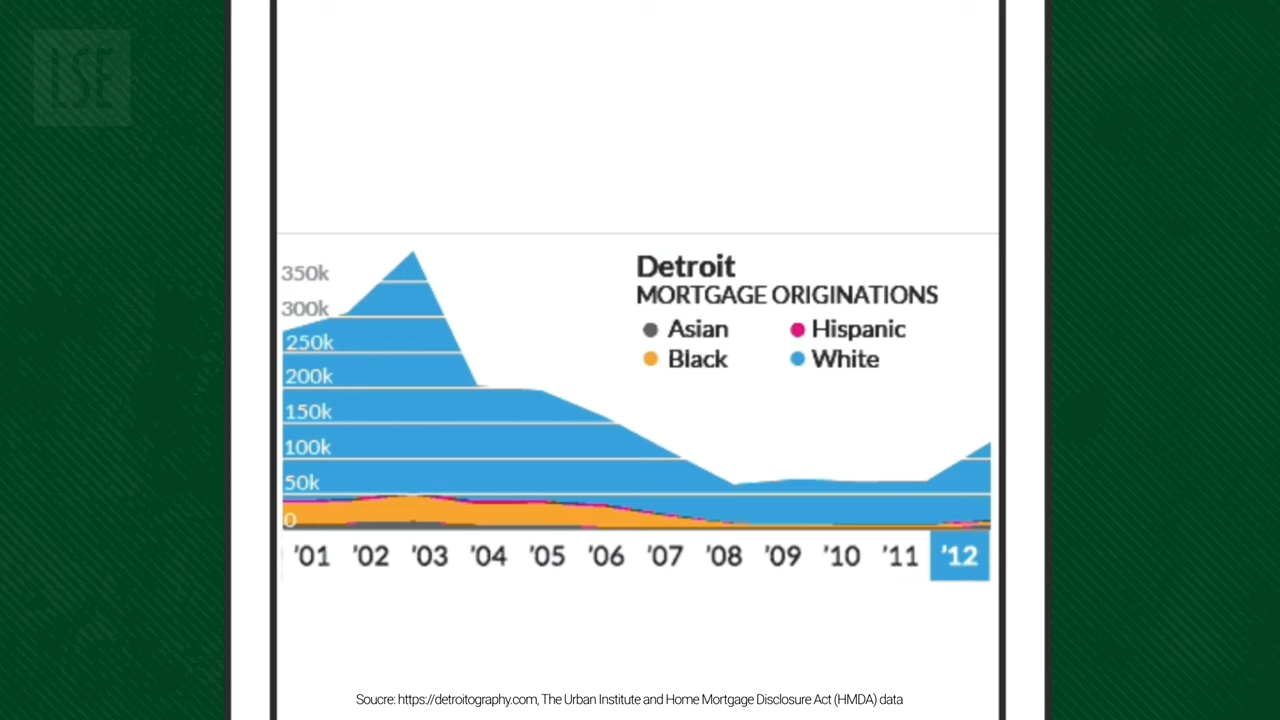 LSE
350k
300k
250k
200k
150k
100k
50k
0
Detroit
MORTGAGE ORIGINATIONS
Asian Hispanic
Black White
'01 '02 '03 '04 '05 '06 '07 '08 '09 '10 '11 '12
Soucre: https://detroitography.com, The Urban Institute and Home Mortgage Disclosure Act (HMDA) data